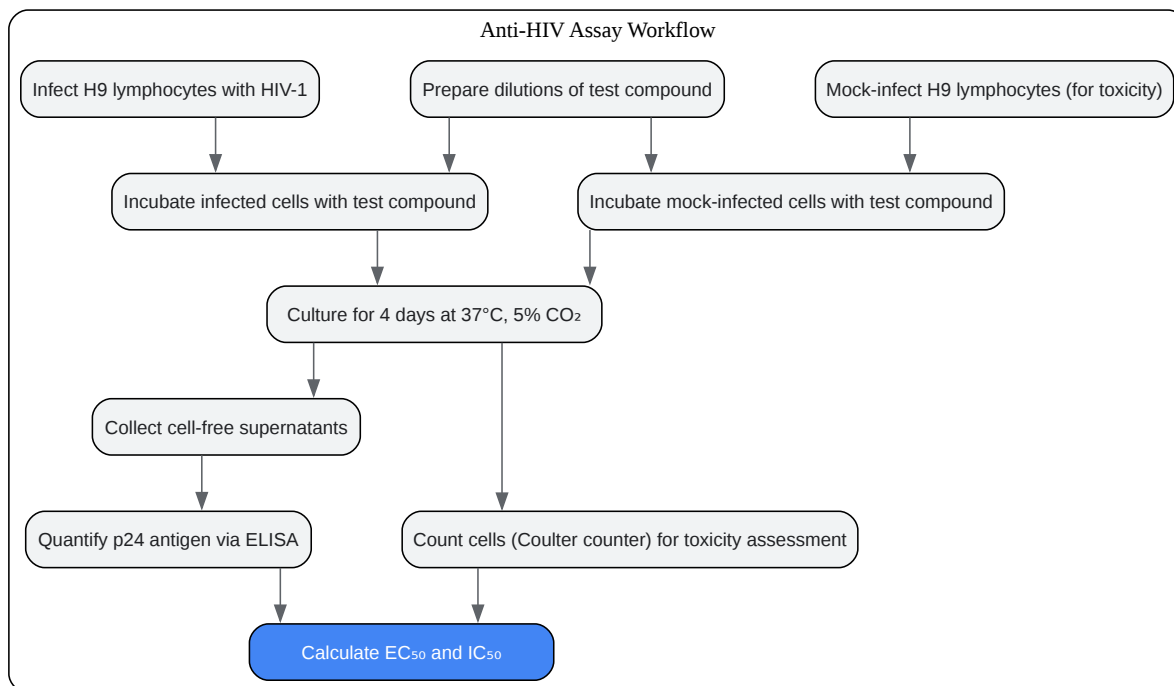 Anti-HIV Assay Workflow
Infect H9 lymphocytes with HIV-1
Prepare dilutions of test compound
Mock-infect H9 lymphocytes (for toxicity)
Incubate infected cells with test compound
Incubate mock-infected cells with test compound
Culture for 4 days at 37°C, 5% CO₂
Collect cell-free supernatants
Quantify p24 antigen via ELISA
Count cells (Coulter counter) for toxicity assessment
Calculate EC₅₀ and IC₅₀